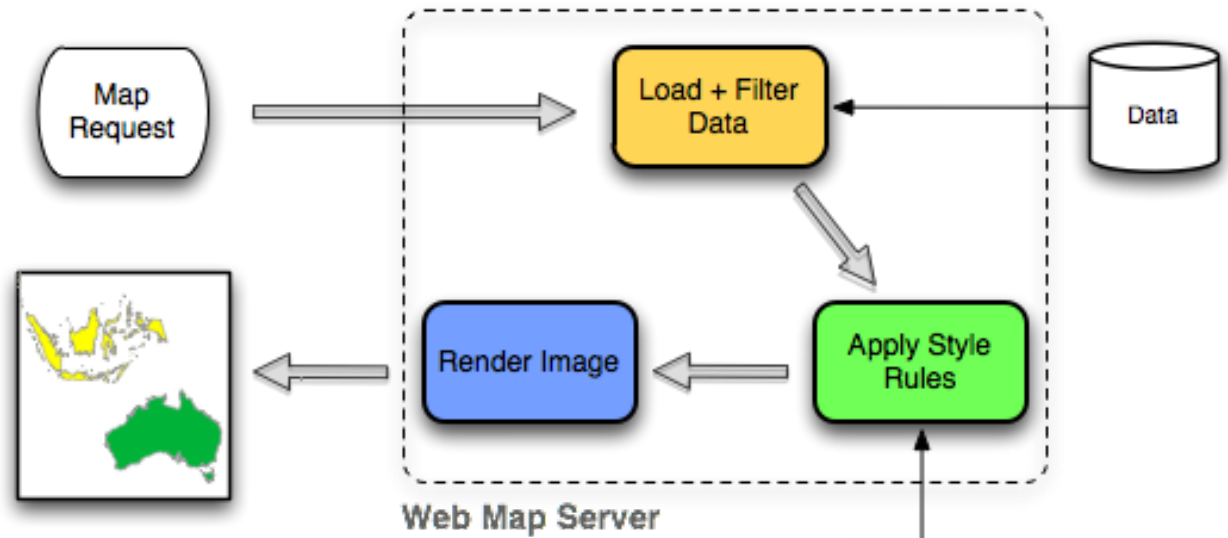 Map
Request
Load + Filter
Data
Data
Render Image
Apply Style
Rules
Web Map Server